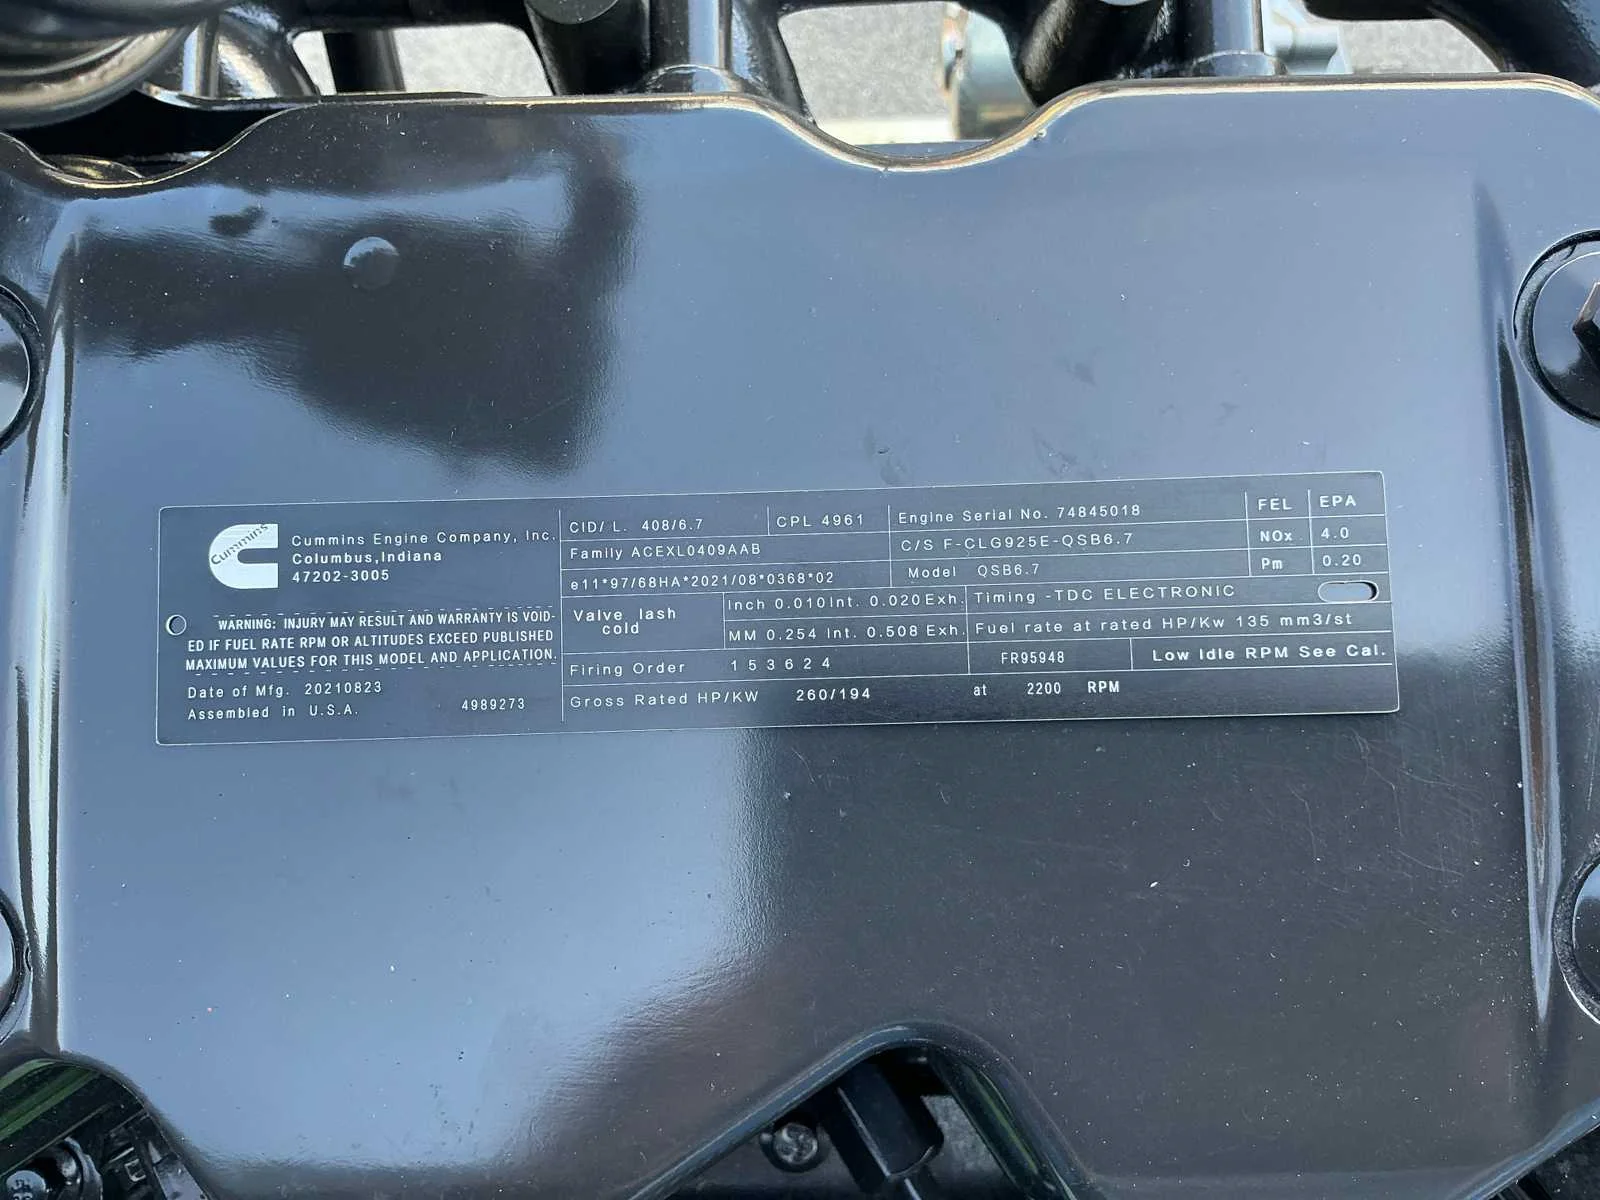 Cummins
Cummins Engine Company, Inc.
Columbus,Indiana
47202-3005
WARNING: INJURY MAY RESULT AND WARRANTY IS VOID-
ED IF FUEL RATE RPM OR ALTITUDES EXCEED PUBLISHED
MAXIMUM VALUES FOR THIS MODEL AND APPLICATION.
Date of Mfg. 20210823
Assembled in U.S.A. 4989273
CID/ L. 408/6.7 CPL 4961
Family ACEXL0409AAB
e11*97/68HA*2021/08*0368*02
Engine Serial No. 74845018
C/S F-CLG925E-QSB6.7
Model QSB6.7
FEL EPA
NOx 4.0
Pm 0.20
Valve lash
cold
Inch 0.010 Int. 0.020 Exh.
MM 0.254 Int. 0.508 Exh.
Timing -TDC ELECTRONIC
Fuel rate at rated HP/Kw 135 mm3/st
Firing Order 1 5 3 6 2 4
FR95948 Low Idle RPM See Cal.
Gross Rated HP/KW 260/194 at 2200 RPM